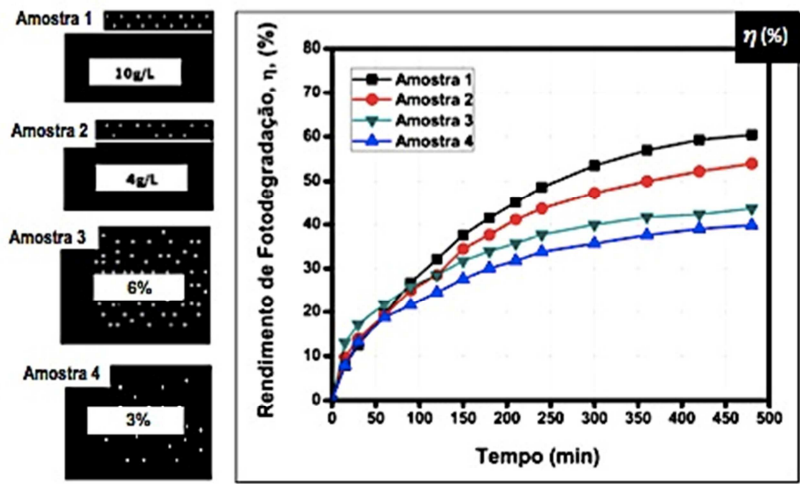 Amostra 1
10g/L
Amostra 2
4g/L
Amostra 3
6%
Amostra 4
3%
η (%)
Rendimento de Fotodegradação, η, (%)
80
70
60
50
40
30
20
10
0
Amostra 1
Amostra 2
Amostra 3
Amostra 4
0 50 100 150 200 250 300 350 400 450 500
Tempo (min)